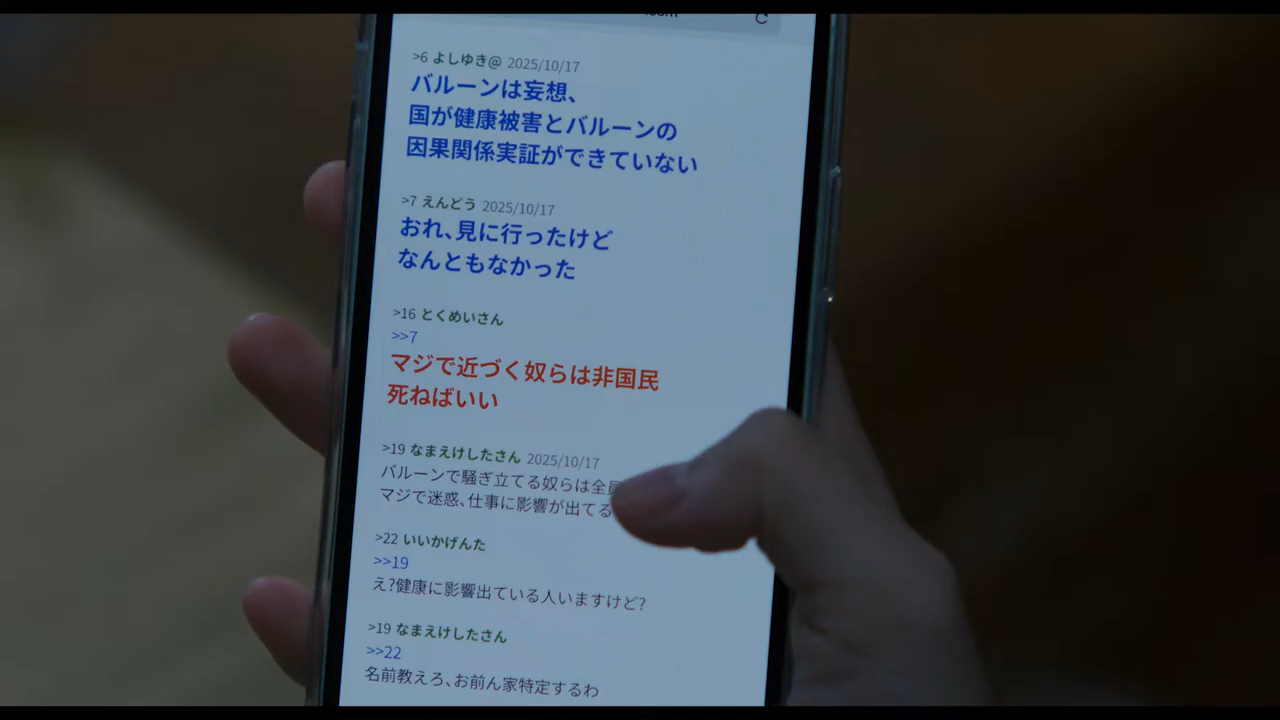 >6 よしゆき@ 2025/10/17
バルーンは妄想、
国が健康被害とバルーンの
因果関係実証ができていない
>7 えんどう 2025/10/17
おれ、見に行ったけど
なんともなかった
>16 とくめいさん
>>7
マジで近づく奴らは非国民
死ねばいい
>19 なまえけしたさん 2025/10/17
バルーンで騒ぎ立てる奴らは全
マジで迷惑、仕事に影響が出てる
>22 いいかげんた
>>19
え?健康に影響出ている人いますけど?
>19 なまえけしたさん
>>22
名前教えろ、お前ん家特定するわ